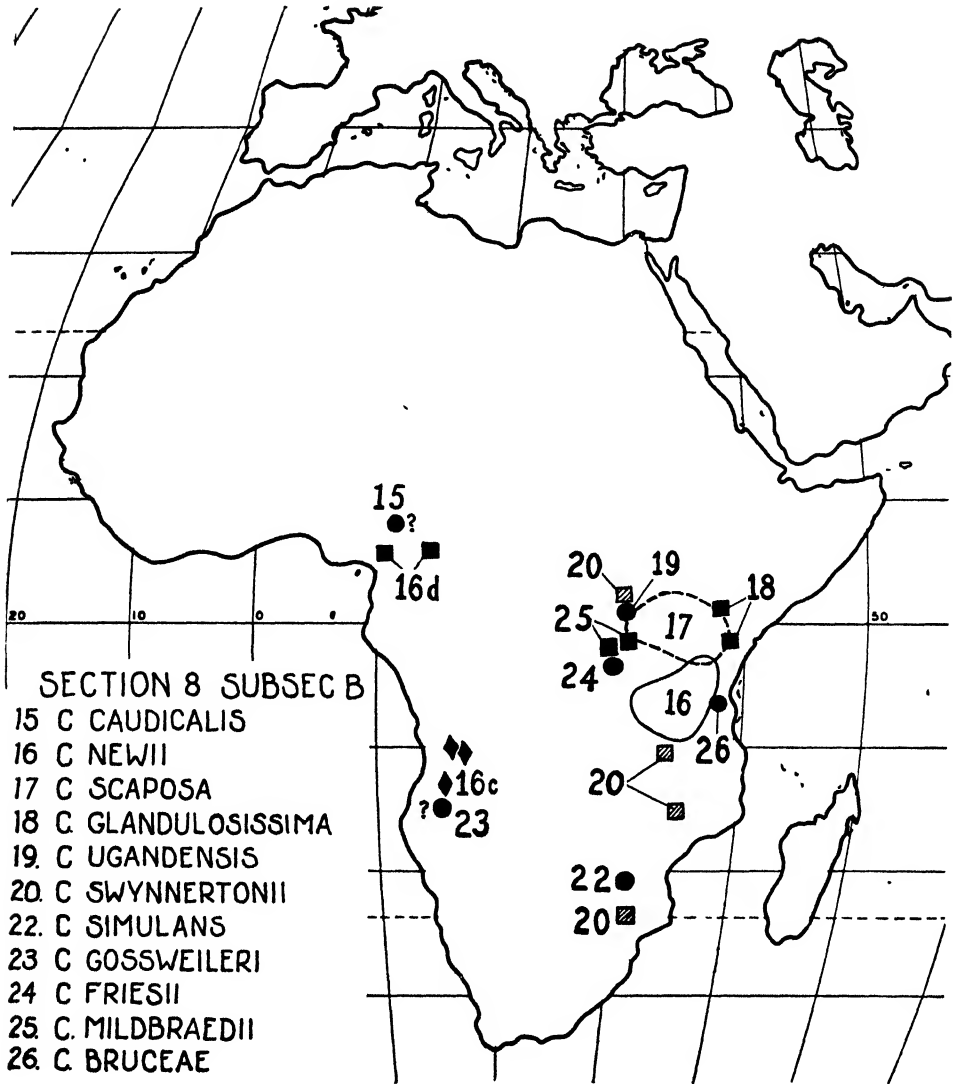 15
?
16d
20
19
18
25
17
24
16
26
20
10
0
50
16c
20
?
23
22
20
SECTION 8 SUBSEC B
15 C CAUDICALIS
16 C NEWII
17 C SCAPOSA
18 C. GLANDULOSISSIMA
19. C UGANDENSIS
20. C SWYNNERTONII
22. C SIMULANS
23 C GOSSWEILERI
24 C FRIESII
25. C. MILDBRAEDII
26. C. BRUCEAE